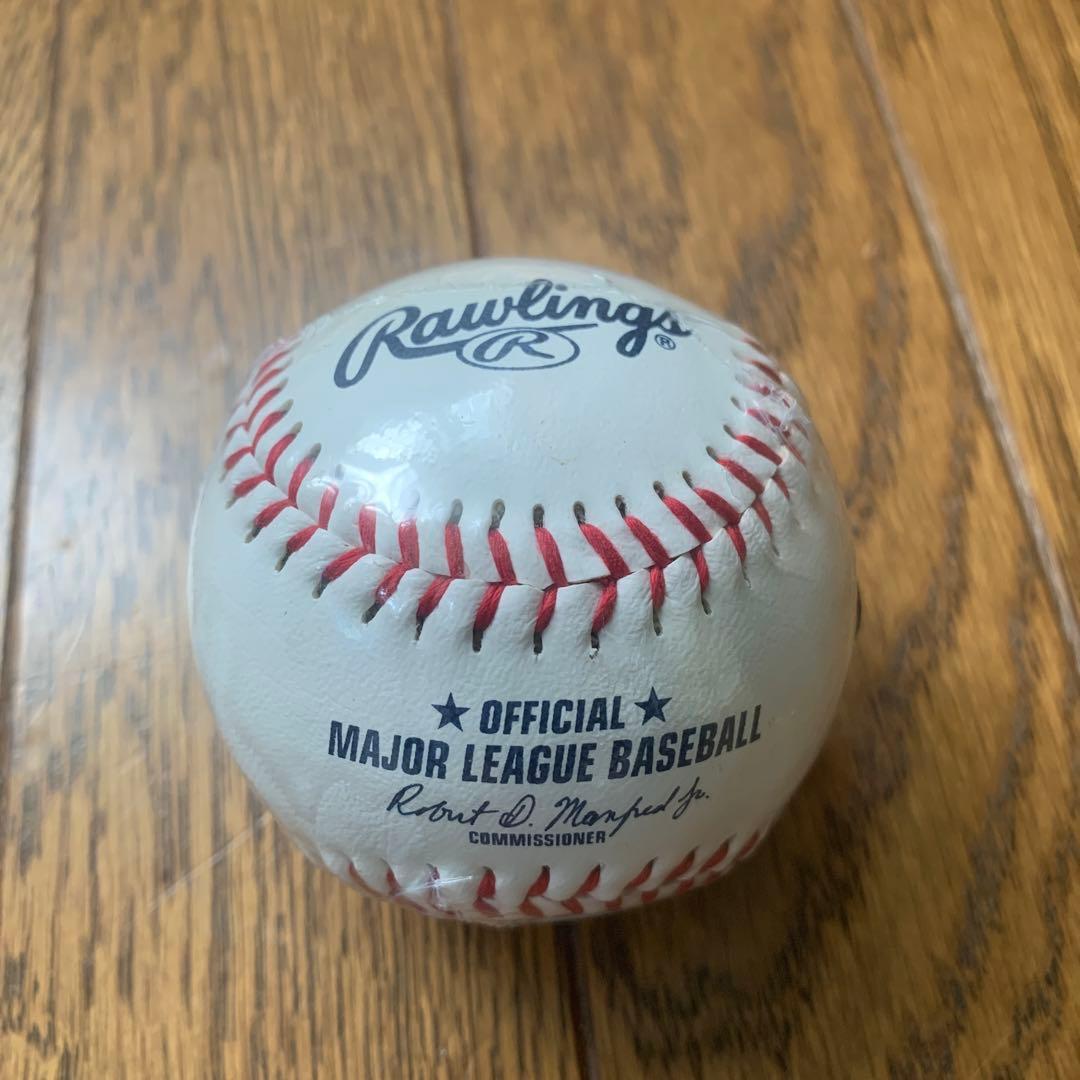 Rawlings®
R
★ OFFICIAL ★
MAJOR LEAGUE BASEBALL
Robert D. Manfred Jr.
COMMISSIONER